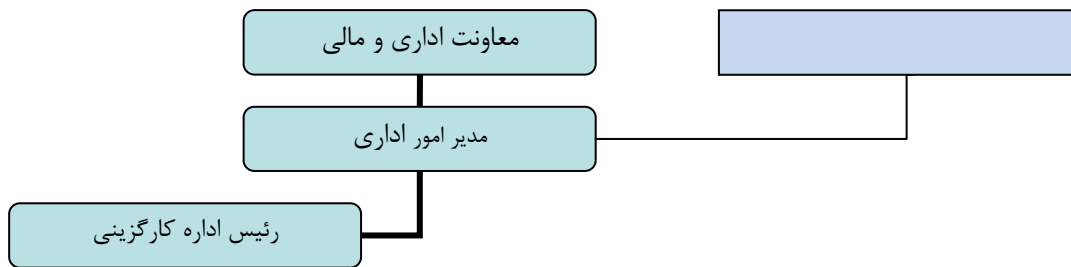 معاونت اداری و مالی
مدیر امور اداری
رئیس اداره کارگزینی